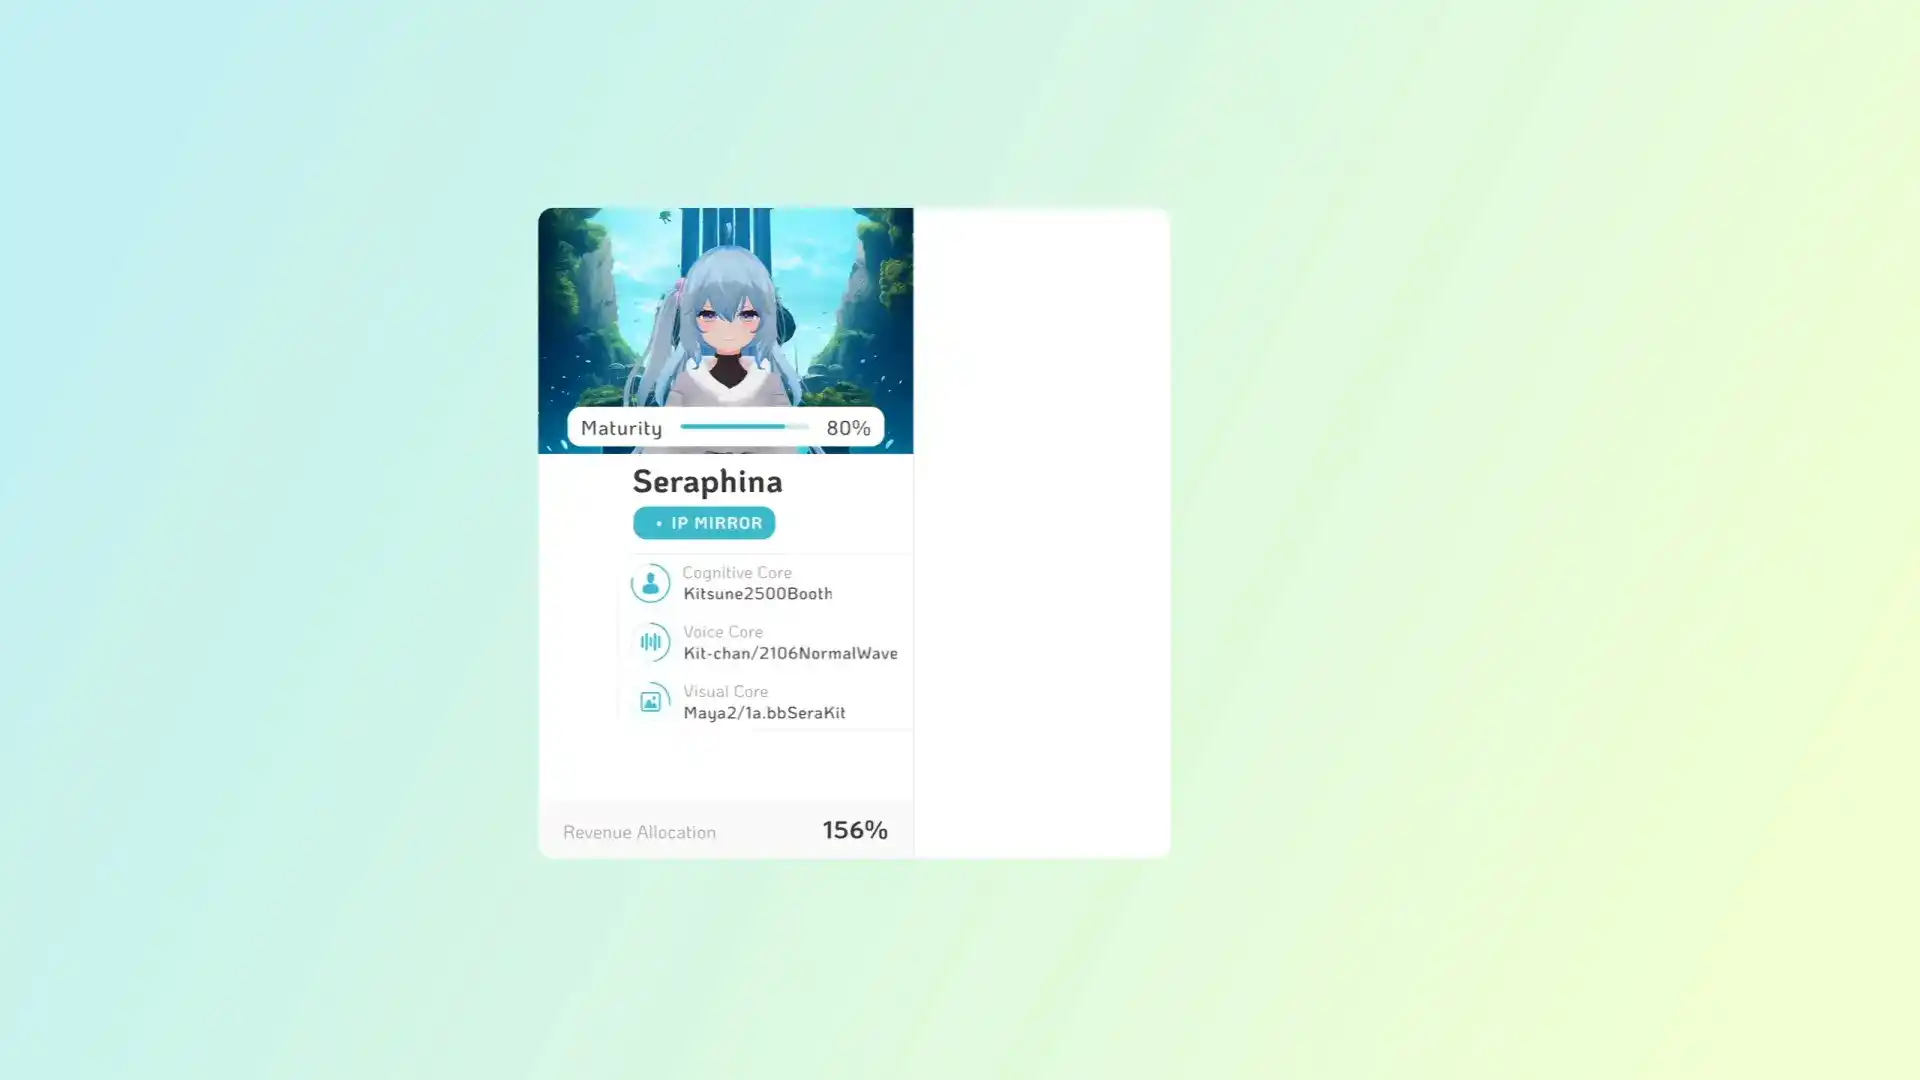 Maturity 80%
Seraphina
• IP MIRROR
Cognitive Core
Kitsune2500Booth
Voice Core
Kit-chan/2106NormalWave
Visual Core
Maya2/1a.bbSeraKit
Revenue Allocation 156%